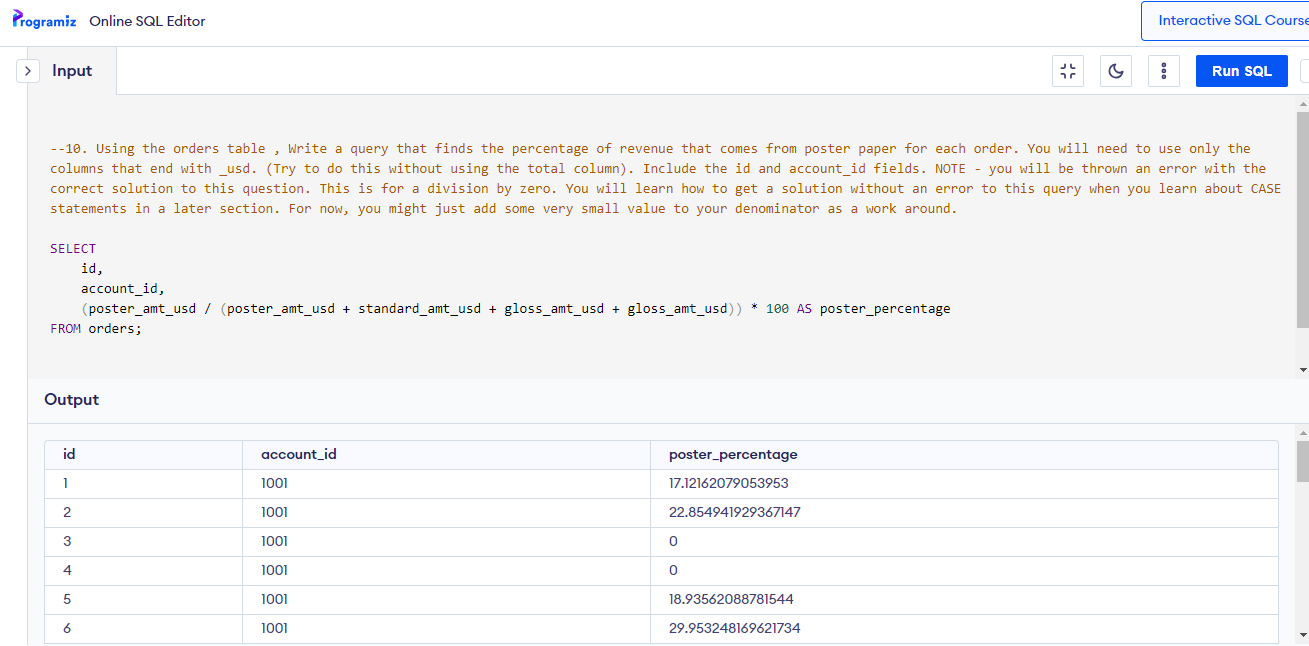 Programiz Online SQL Editor
Interactive SQL Course
Input
Run SQL
--10. Using the orders table , Write a query that finds the percentage of revenue that comes from poster paper for each order. You will need to use only the
columns that end with _usd. (Try to do this without using the total column). Include the id and account_id fields. NOTE - you will be thrown an error with the
correct solution to this question. This is for a division by zero. You will learn how to get a solution without an error to this query when you learn about CASE
statements in a later section. For now, you might just add some very small value to your denominator as a work around.
SELECT
id,
account_id,
(poster_amt_usd / (poster_amt_usd + standard_amt_usd + gloss_amt_usd + gloss_amt_usd)) * 100 AS poster_percentage
FROM orders;
Output
id account_id poster_percentage
1 1001 17.12162079053953
2 1001 22.854941929367147
3 1001 0
4 1001 0
5 1001 18.93562088781544
6 1001 29.953248169621734